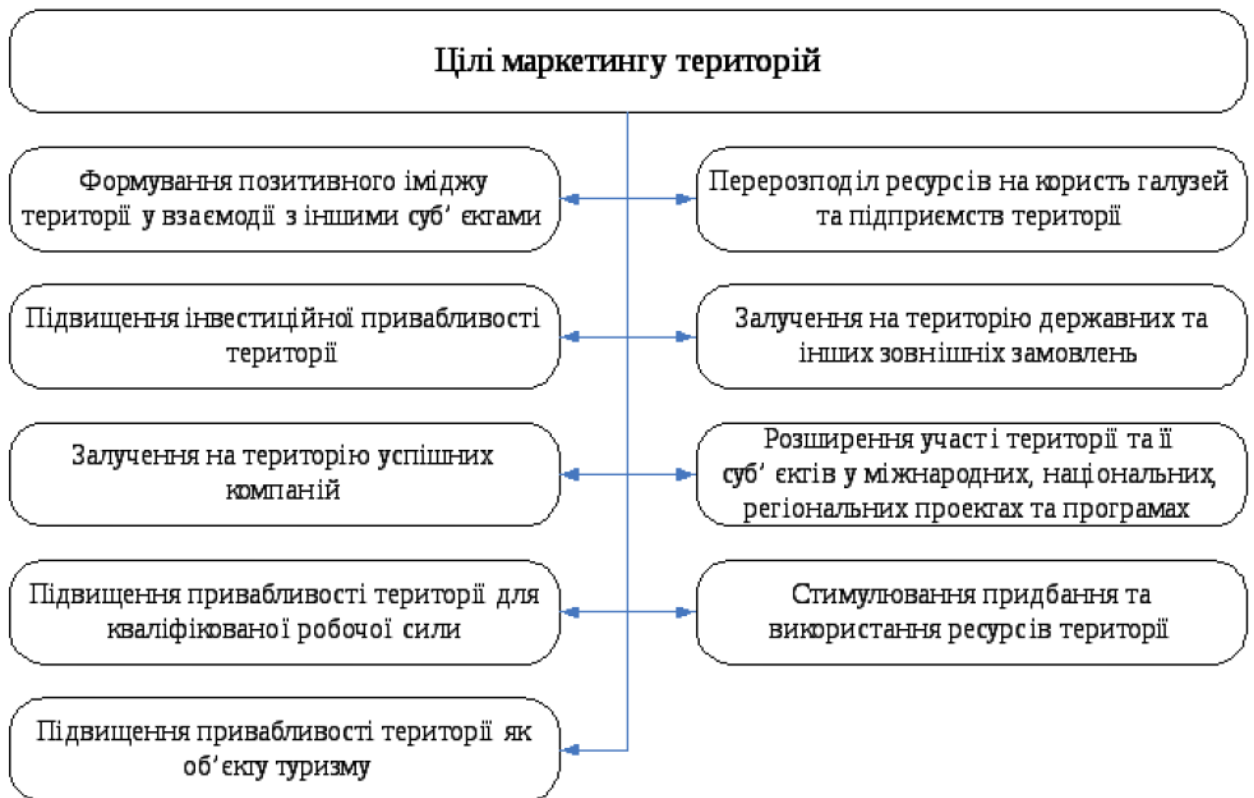 Цілі маркетингу територій
Формування позитивного іміджу
території у взаємодії з іншими суб’ єктами
Перерозподіл ресурсів на користь галузей
та підприємств території
Підвищення інвестиційної привабливості
території
Залучення на територію державних та
інших зовнішніх замовлень
Залучення на територію успішних
компаній
Розширення участі території та її
суб’ єктів у міжнародних, національних,
регіональних проектах та програмах
Підвищення привабливості території для
кваліфікованої робочої сили
Стимулювання придбання та
використання ресурсів території
Підвищення привабливості території як
об’єкту туризму